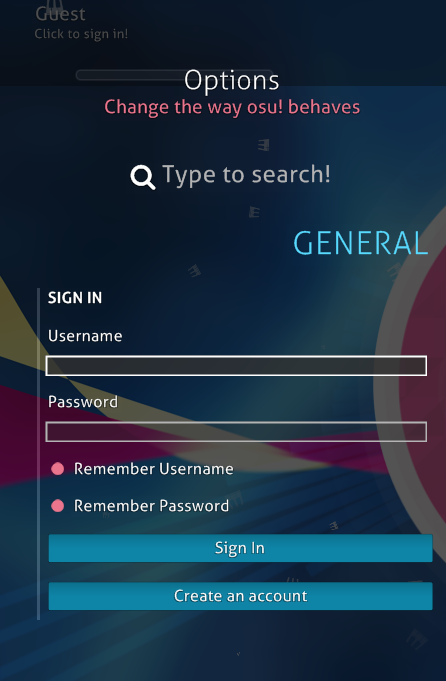 Guest
Click to sign in!
Options
Change the way osu! behaves
Type to search!
GENERAL
SIGN IN
Username
Password
Remember Username
Remember Password
Sign In
Create an account